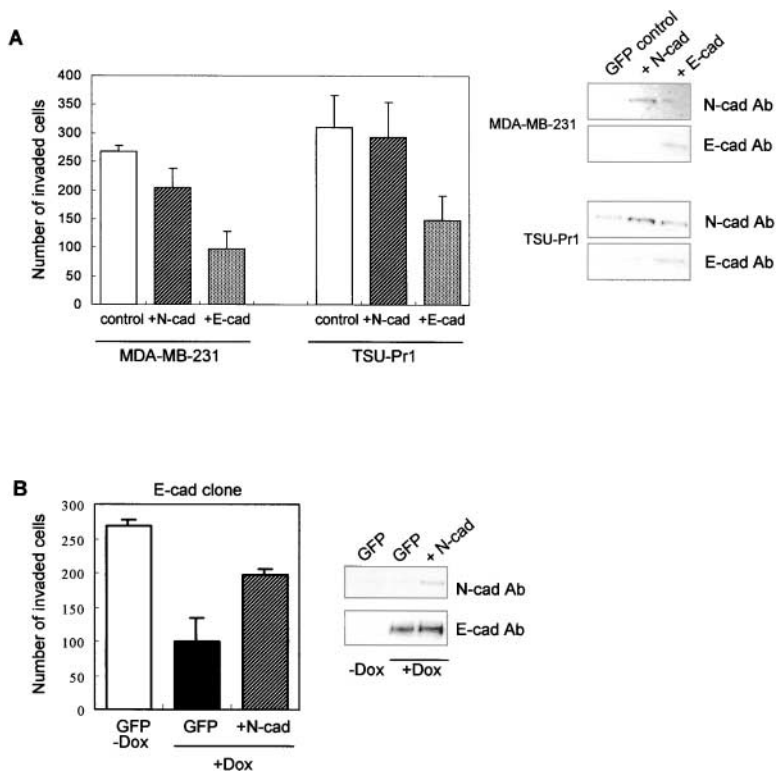 A
Number of invaded cells
400
350
300
250
200
150
100
50
0
control +N-cad +E-cad
control +N-cad +E-cad
MDA-MB-231
TSU-Pr1
GFP control
+ N-cad
+ E-cad
MDA-MB-231
N-cad Ab
E-cad Ab
TSU-Pr1
N-cad Ab
E-cad Ab
B
E-cad clone
Number of invaded cells
300
250
200
150
100
50
0
GFP
-Dox
GFP
+N-cad
+Dox
GFP
GFP
+ N-cad
N-cad Ab
E-cad Ab
-Dox
+Dox